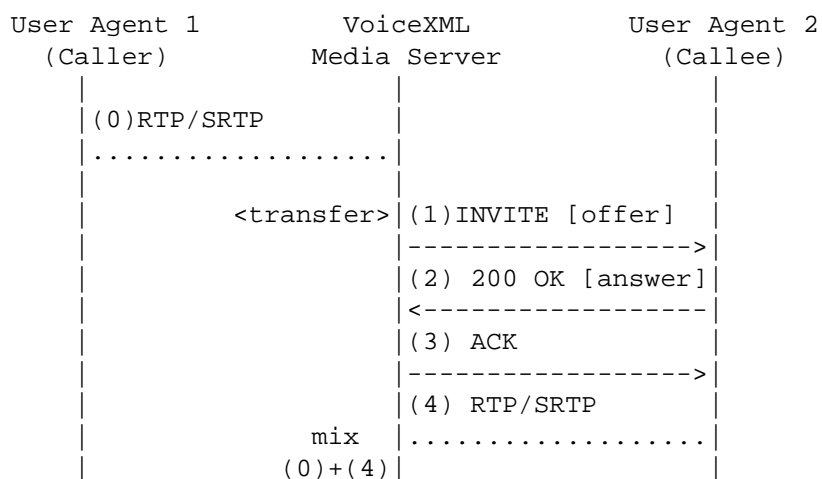 User Agent 1          VoiceXML          User Agent 2
  (Caller)         Media Server          (Callee)
    |                   |                   |
    |(0)RTP/SRTP        |                   |
    |...................|                   |
    |                   |                   |
    |         <transfer>|(1)INVITE [offer]  |
    |                   |------------------>|
    |                   |(2) 200 OK [answer]|
    |                   |<------------------|
    |                   |(3) ACK            |
    |                   |------------------>|
    |                   |(4) RTP/SRTP       |
    |              mix  |...................|
    |            (0)+(4)|                   |